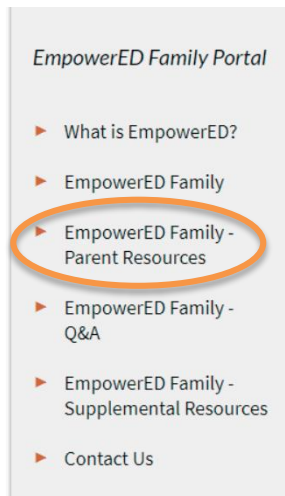 EmpowerED Family Portal
What is EmpowerED?
EmpowerED Family
EmpowerED Family -
Parent Resources
EmpowerED Family -
Q&A
EmpowerED Family -
Supplemental Resources
Contact Us